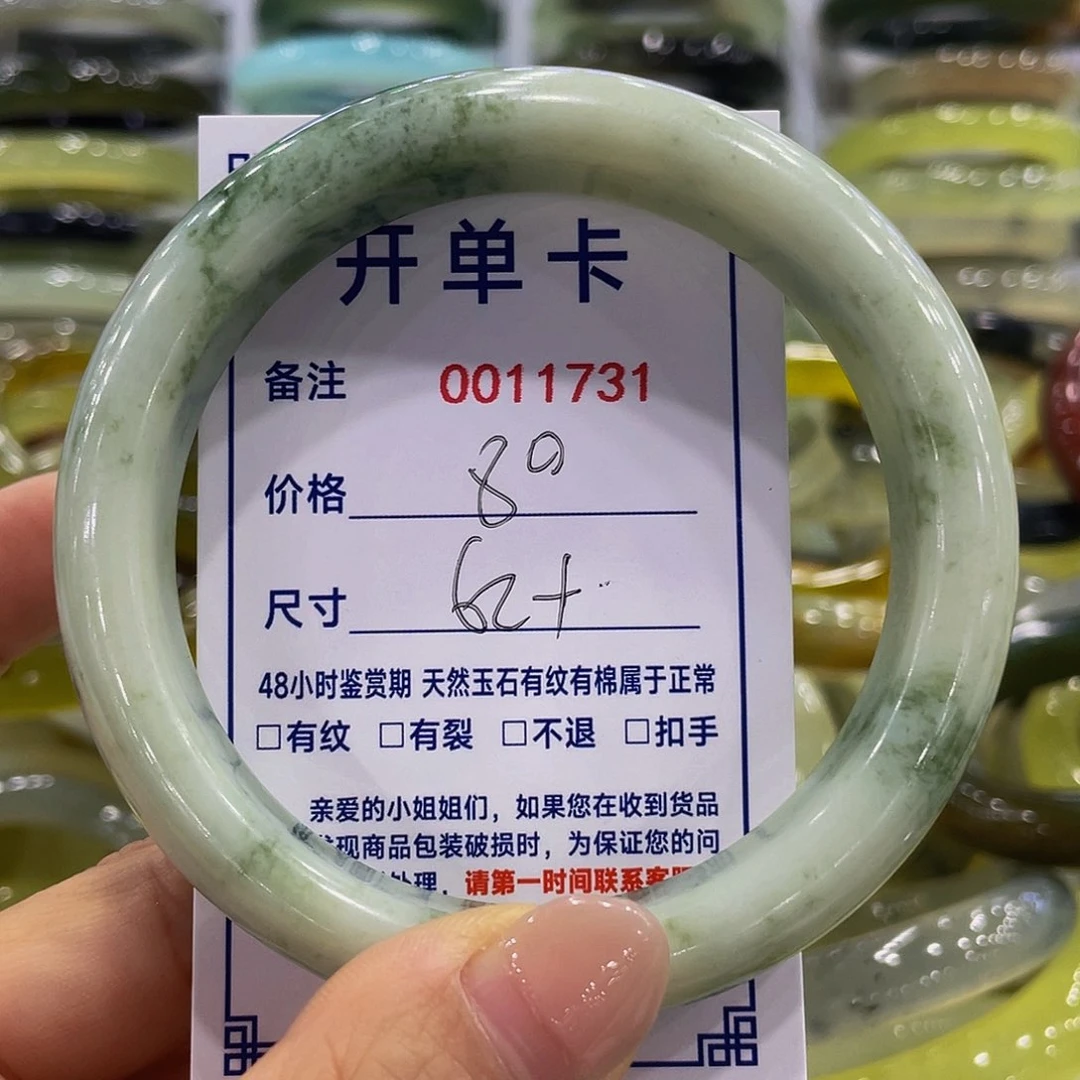 开单卡
备注 0011731
价格 80
尺寸 62+
48小时鉴赏期 天然玉石有纹有棉属于正常
□有纹 □有裂 □不退 □扣手
亲爱的小姐姐们，如果您在收到货品
现商品包装破损时，为保证您的问
处理，请第一时间联系客